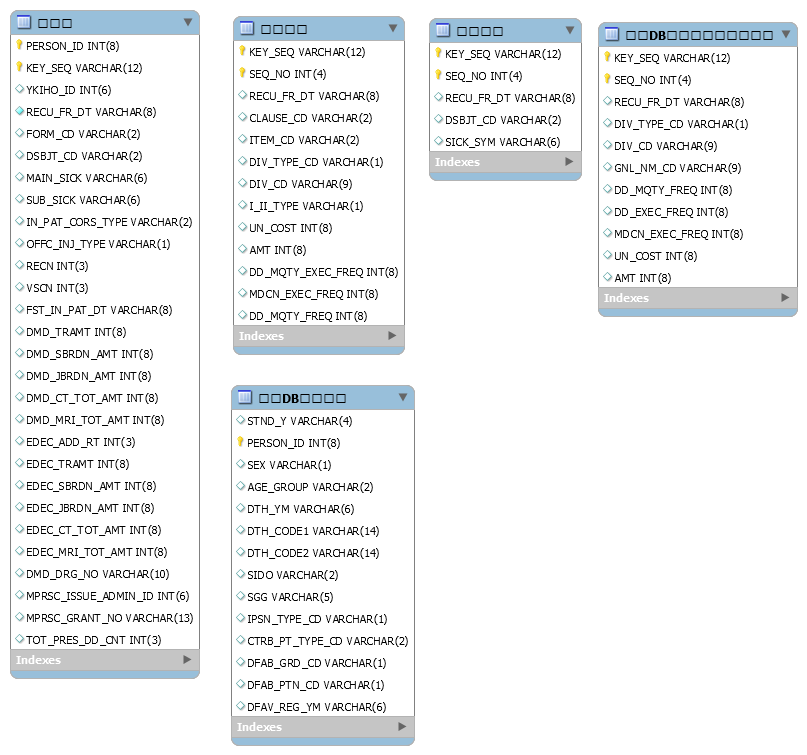 □□□
PERSON_ID INT(8)
KEY_SEQ VARCHAR(12)
YKIHO_ID INT(6)
RECU_FR_DT VARCHAR(8)
FORM_CD VARCHAR(2)
DSBJT_CD VARCHAR(2)
MAIN_SICK VARCHAR(6)
SUB_SICK VARCHAR(6)
IN_PAT_CORS_TYPE VARCHAR(2)
OFFC_INJ_TYPE VARCHAR(1)
RECN INT(3)
VSCN INT(3)
FST_IN_PAT_DT VARCHAR(8)
DMD_TRAMT INT(8)
DMD_SBRDN_AMT INT(8)
DMD_JBRDN_AMT INT(8)
DMD_CT_TOT_AMT INT(8)
DMD_MRI_TOT_AMT INT(8)
EDEC_ADD_RT INT(3)
EDEC_TRAMT INT(8)
EDEC_SBRDN_AMT INT(8)
EDEC_JBRDN_AMT INT(8)
EDEC_CT_TOT_AMT INT(8)
EDEC_MRI_TOT_AMT INT(8)
DMD_DRG_NO VARCHAR(10)
MPRSC_ISSUE_ADMIN_ID INT(6)
MPRSC_GRANT_NO VARCHAR(13)
TOT_PRES_DD_CNT INT(3)
Indexes
□□□□
KEY_SEQ VARCHAR(12)
SEQ_NO INT(4)
RECU_FR_DT VARCHAR(8)
CLAUSE_CD VARCHAR(2)
ITEM_CD VARCHAR(2)
DIV_TYPE_CD VARCHAR(1)
DIV_CD VARCHAR(9)
I_II_TYPE VARCHAR(1)
UN_COST INT(8)
AMT INT(8)
DD_MQTY_EXEC_FREQ INT(8)
MDCN_EXEC_FREQ INT(8)
DD_MQTY_FREQ INT(8)
Indexes
□□□□
KEY_SEQ VARCHAR(12)
SEQ_NO INT(4)
RECU_FR_DT VARCHAR(8)
DSBJT_CD VARCHAR(2)
SICK_SYM VARCHAR(6)
Indexes
□□DB□□□□□□□□□
KEY_SEQ VARCHAR(12)
SEQ_NO INT(4)
RECU_FR_DT VARCHAR(8)
DIV_TYPE_CD VARCHAR(1)
DIV_CD VARCHAR(9)
GNL_NM_CD VARCHAR(9)
DD_MQTY_FREQ INT(8)
DD_EXEC_FREQ INT(8)
MDCN_EXEC_FREQ INT(8)
UN_COST INT(8)
AMT INT(8)
Indexes
□□DB□□□□
STND_Y VARCHAR(4)
PERSON_ID INT(8)
SEX VARCHAR(1)
AGE_GROUP VARCHAR(2)
DTH_YM VARCHAR(6)
DTH_CODE1 VARCHAR(14)
DTH_CODE2 VARCHAR(14)
SIDO VARCHAR(2)
SGG VARCHAR(5)
IPSN_TYPE_CD VARCHAR(1)
CTRB_PT_TYPE_CD VARCHAR(2)
DFAB_GRD_CD VARCHAR(1)
DFAB_PTN_CD VARCHAR(1)
DFAV_REG_YM VARCHAR(6)
Indexes